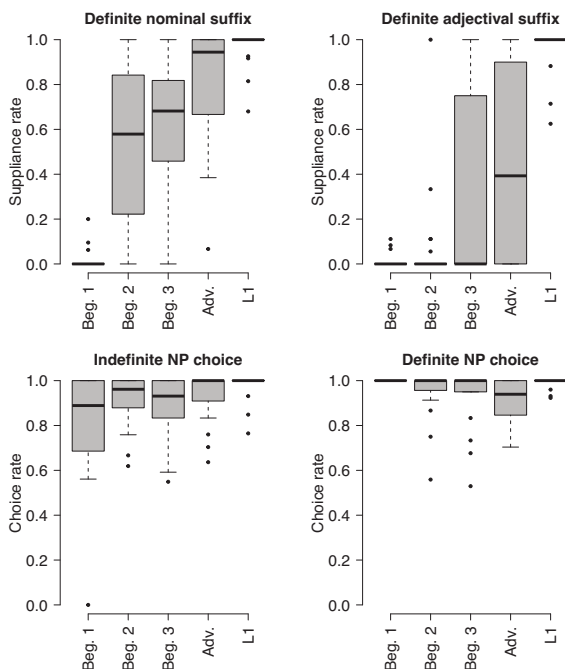 Definite nominal suffix
Suppliance rate
1.0
0.8
0.6
0.4
0.2
0.0
Beg. 1
Beg. 2
Beg. 3
Adv.
L1
Definite adjectival suffix
Suppliance rate
1.0
0.8
0.6
0.4
0.2
0.0
Beg. 1
Beg. 2
Beg. 3
Adv.
L1
Indefinite NP choice
Choice rate
1.0
0.8
0.6
0.4
0.2
0.0
Beg. 1
Beg. 2
Beg. 3
Adv.
L1
Definite NP choice
Choice rate
1.0
0.8
0.6
0.4
0.2
0.0
Beg. 1
Beg. 2
Beg. 3
Adv.
L1